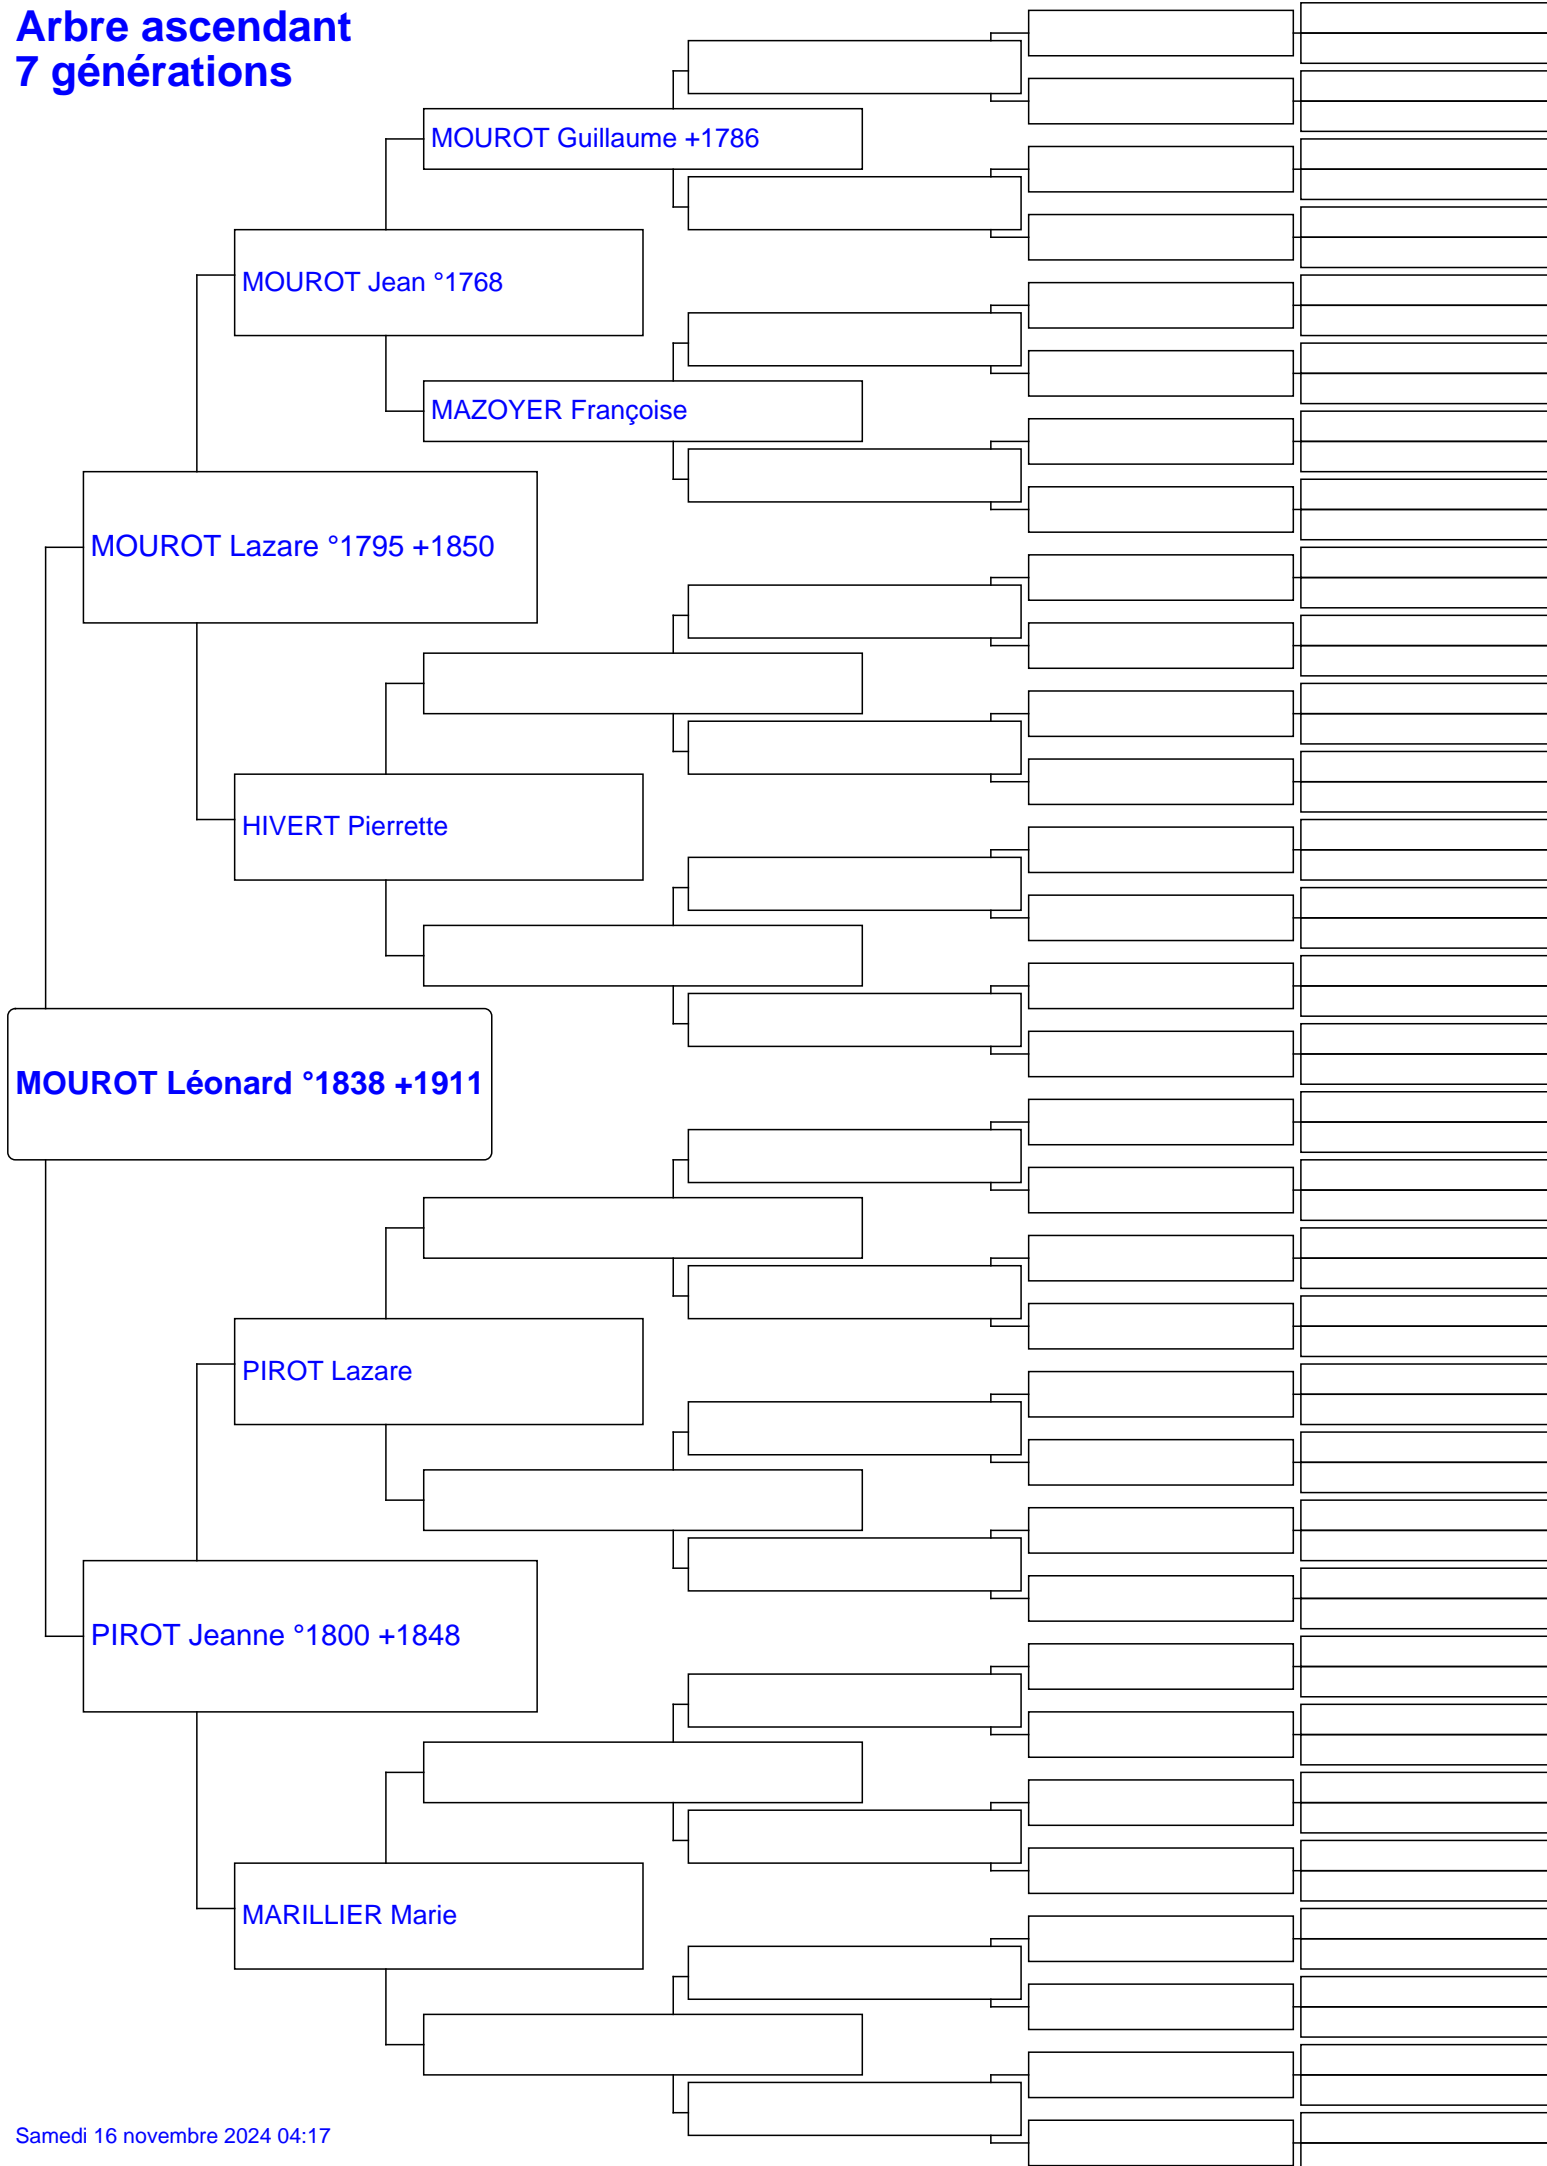 Arbre ascendant
7 générations
MOUROT Guillaume +1786
MOUROT Jean °1768
MAZOYER Françoise
MOUROT Lazare °1795 +1850
HIVERT Pierrette
MOUROT Léonard °1838 +1911
PIROT Lazare
PIROT Jeanne °1800 +1848
MARILLIER Marie
Samedi 16 novembre 2024 04:17